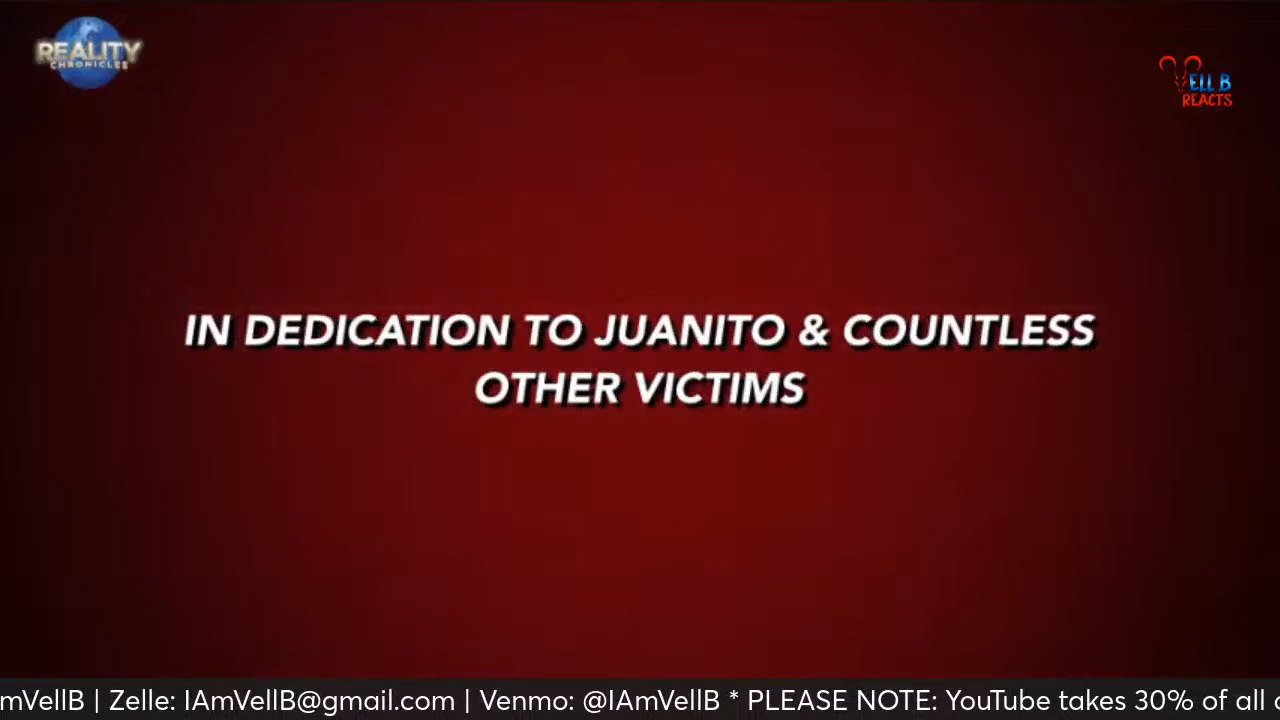 REALITY
CHRONICLES
VELL B
REACTS
IN DEDICATION TO JUANITO & COUNTLESS
OTHER VICTIMS
mVellB | Zelle: IAmVellB@gmail.com | Venmo: @IAmVellB * PLEASE NOTE: YouTube takes 30% of all